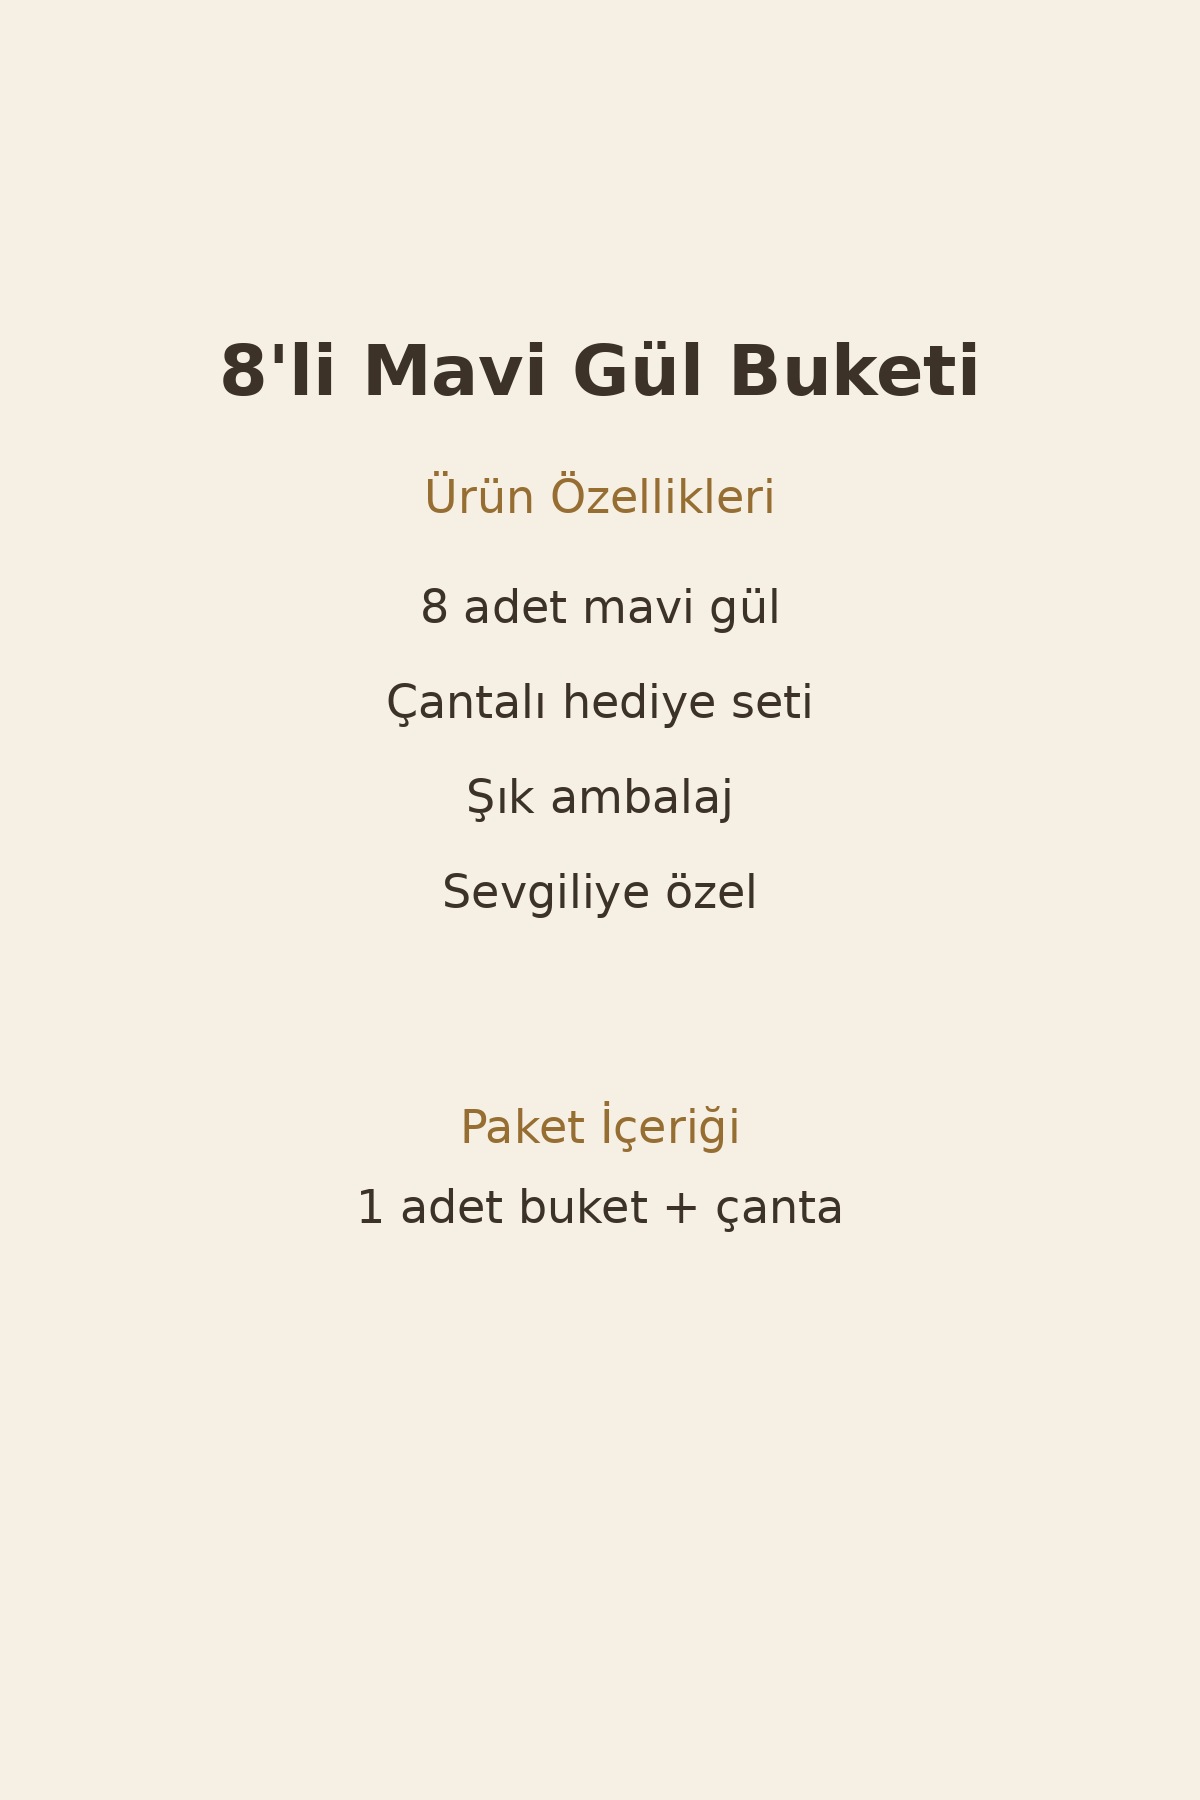 8'li Mavi Gül Buketi
Ürün Özellikleri
8 adet mavi gül
Çantalı hediye seti
Şık ambalaj
Sevgiliye özel
Paket İçeriği
1 adet buket + çanta